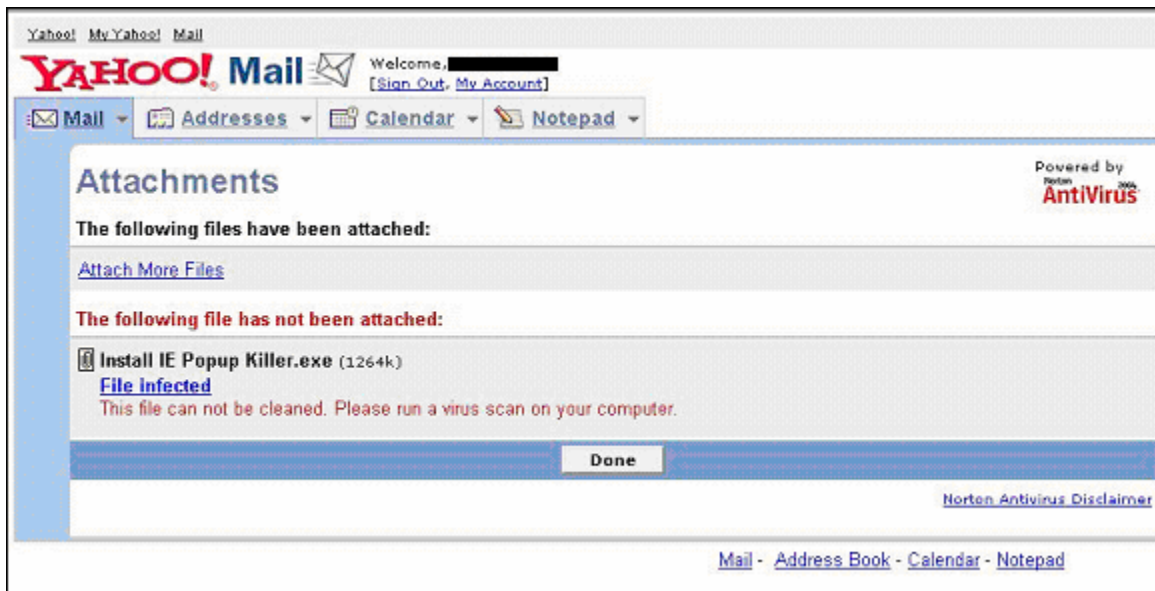 Yahoo! My Yahoo! Mail
YAHOO! Mail
Welcome,
[Sign Out, My Account]
Mail Addresses Calendar Notepad
Attachments
Powered by
Norton
AntiVirus 2004
The following files have been attached:
Attach More Files
The following file has not been attached:
Install IE Popup Killer.exe (1264k)
File infected
This file can not be cleaned. Please run a virus scan on your computer.
Done
Norton Antivirus Disclaimer
Mail - Address Book - Calendar - Notepad